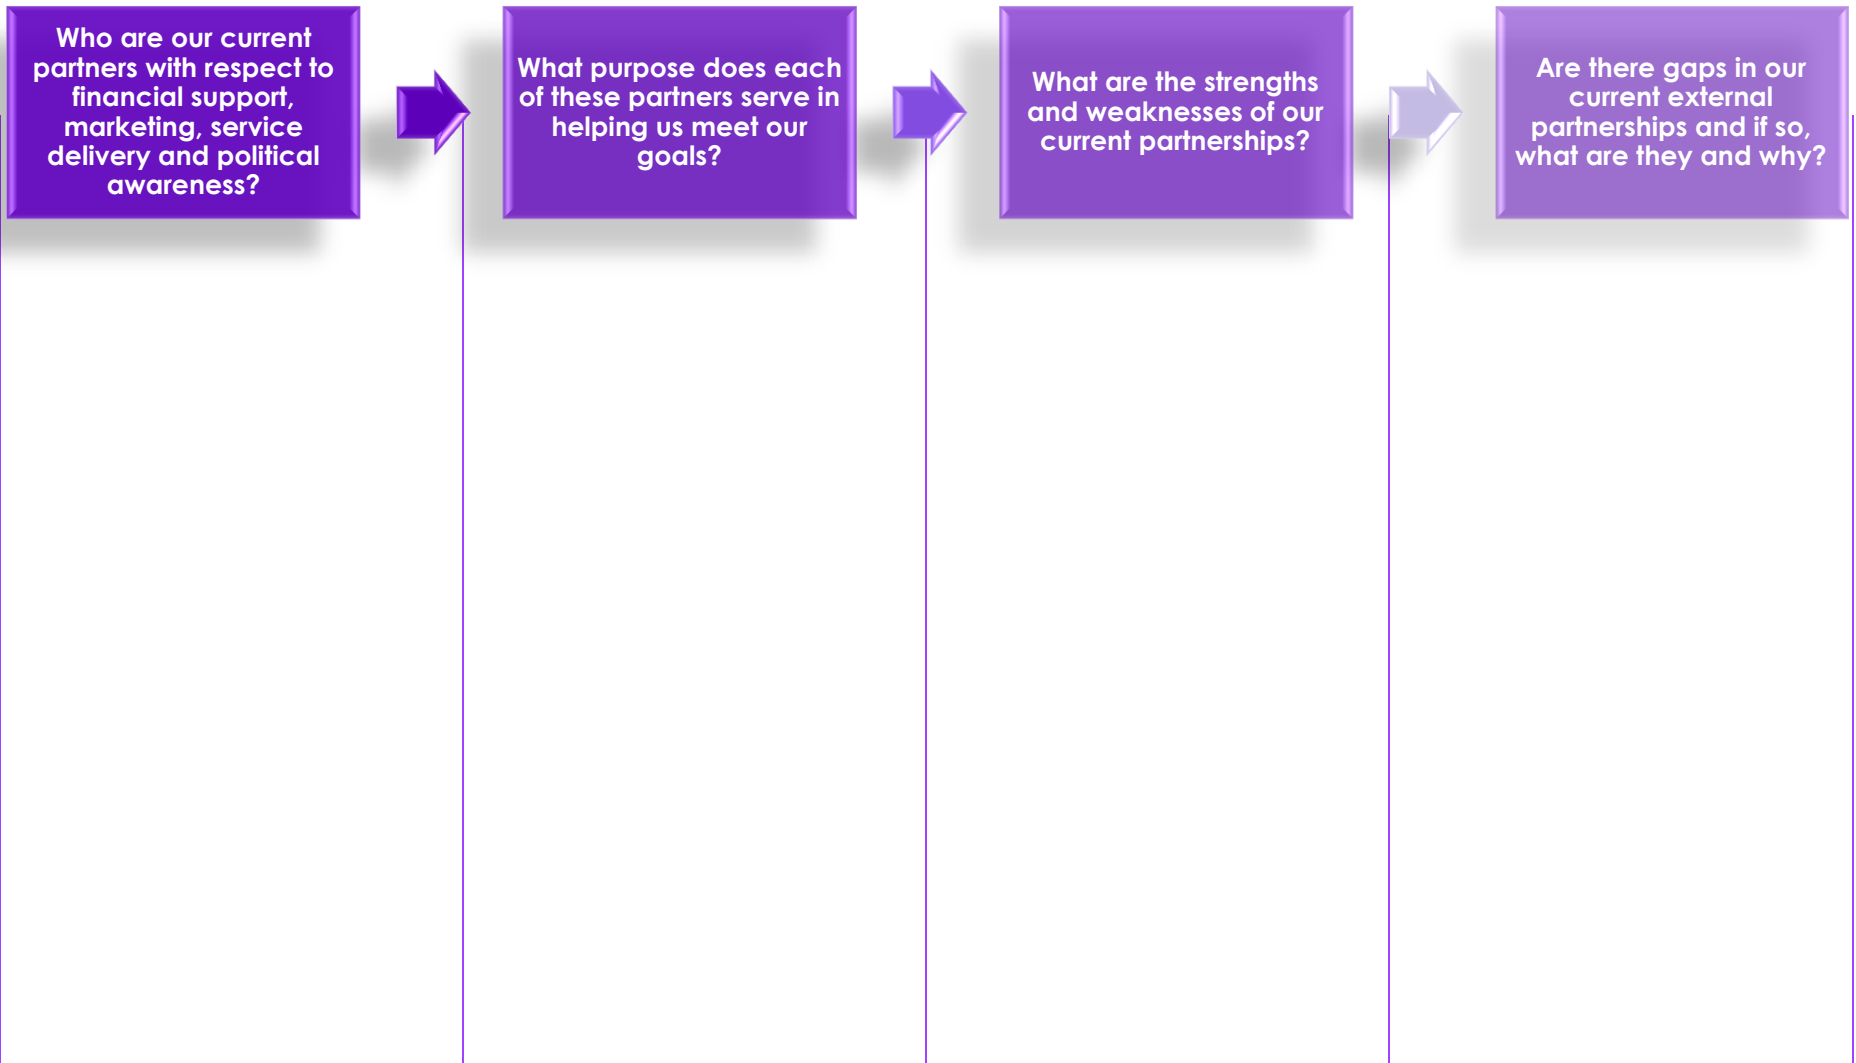 Who are our current
partners with respect to
financial support,
marketing, service
delivery and political
awareness?
What purpose does each
of these partners serve in
helping us meet our
goals?
What are the strengths
and weaknesses of our
current partnerships?
Are there gaps in our
current external
partnerships and if so,
what are they and why?